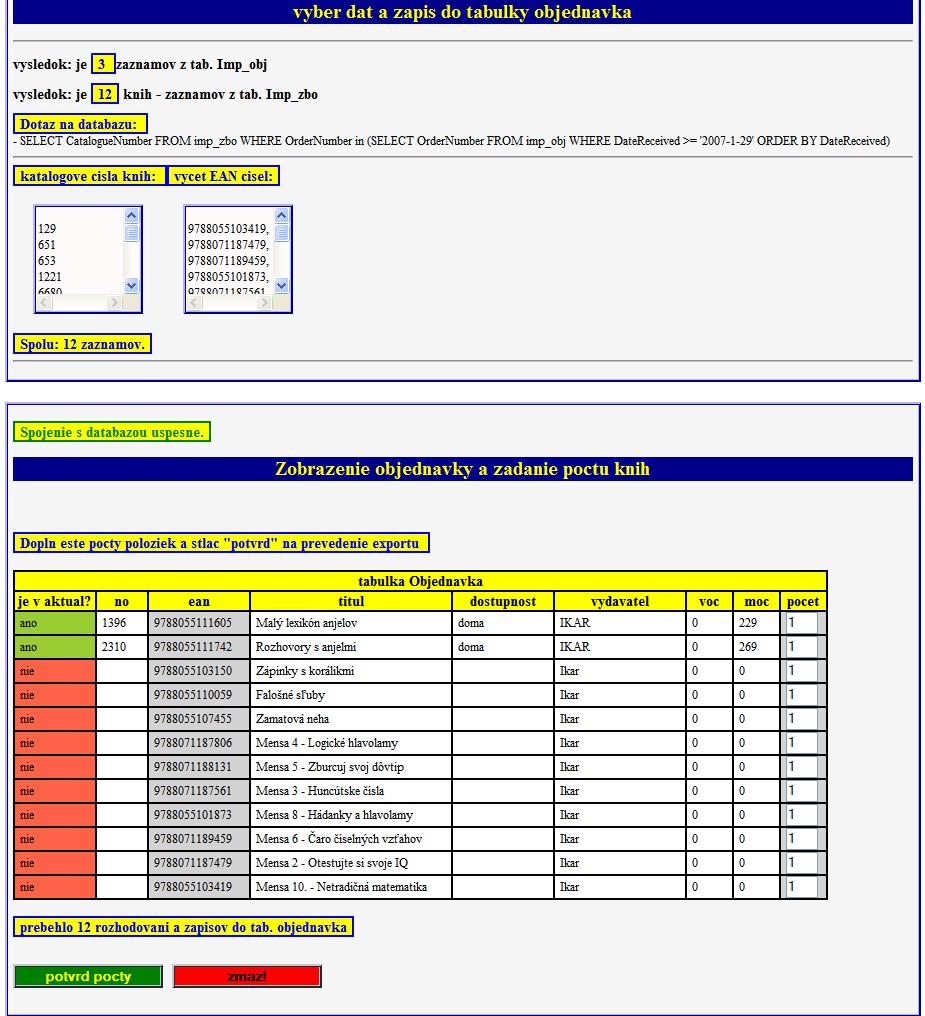 vyber dat a zapis do tabulky objednavka
vysledok: je 3 zaznamov z tab. Imp_obj
vysledok: je 12 knih - zaznamov z tab. Imp_zbo
Dotaz na databazu:
- SELECT CatalogueNumber FROM imp_zbo WHERE OrderNumber in (SELECT OrderNumber FROM imp_obj WHERE DateReceived >= '2007-1-29' ORDER BY DateReceived)
katalogove cisla knih: vycet EAN cisel:
129 9788055103419,
651 9788071187479,
653 9788071189459,
1221 9788055101873,
6680 9788071187561
Spolu: 12 zaznamov.
Spojenie s databazou uspesne.
Zobrazenie objednavky a zadanie poctu knih
Dopln este pocty poloziek a stlac "potvrd" na prevedenie exportu
tabulka Objednavka
je v aktual? no ean titul dostupnost vydavatel voc moc pocet
ano 1396 9788055111605 Malý lexikón anjelov doma IKAR 0 229 1
ano 2310 9788055111742 Rozhovory s anjelmi doma IKAR 0 269 1
nie 9788055103150 Zápinky s korálikmi Ikar 0 0 1
nie 9788055110059 Falošné sľuby Ikar 0 0 1
nie 9788055107455 Zamatová neha Ikar 0 0 1
nie 9788071187806 Mensa 4 - Logické hlavolamy Ikar 0 0 1
nie 9788071188131 Mensa 5 - Zburcuj svoj dôvtip Ikar 0 0 1
nie 9788071187561 Mensa 3 - Huncútske čisla Ikar 0 0 1
nie 9788055101873 Mensa 8 - Hádanky a hlavolamy Ikar 0 0 1
nie 9788071189459 Mensa 6 - Čaro číselných vzťahov Ikar 0 0 1
nie 9788071187479 Mensa 2 - Otestujte si svoje IQ Ikar 0 0 1
nie 9788055103419 Mensa 10. - Netradičná matematika Ikar 0 0 1
prebehlo 12 rozhodovani a zapisov do tab. objednavka
potvrd pocty zmaz!